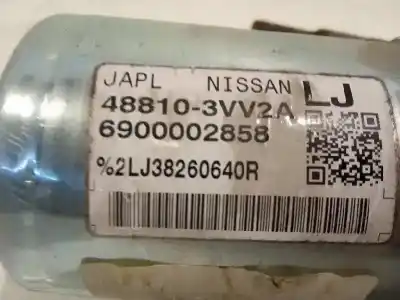 JAPL NISSAN LJ
48810-3VV2A
6900002858
%2LJ38260640R